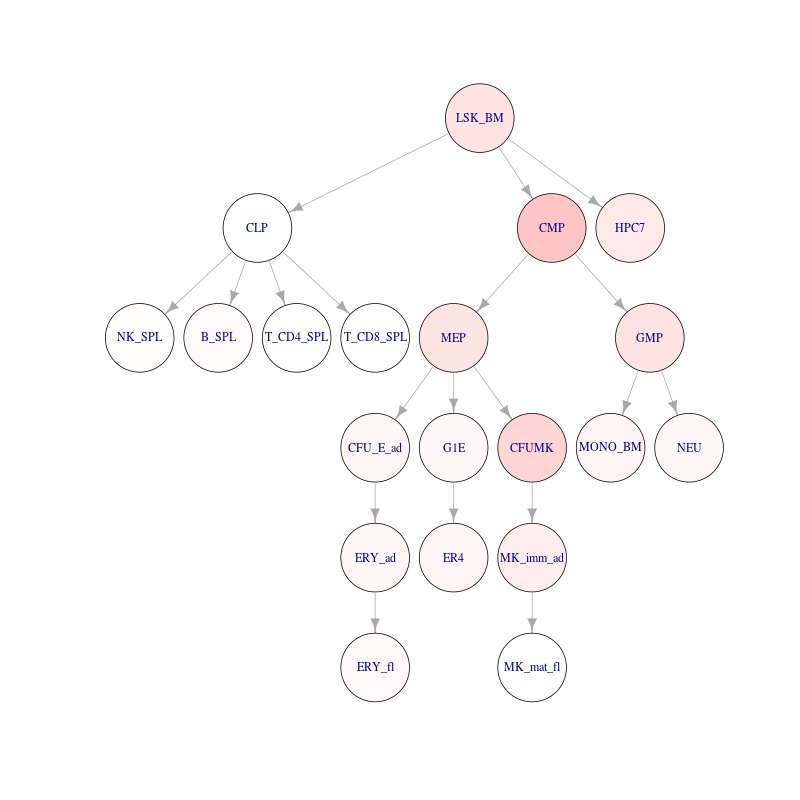 LSK_BM
CLP
CMP
HPC7
NK_SPL
B_SPL
T_CD4_SPL
T_CD8_SPL
MEP
GMP
CFU_E_ad
G1E
CFUMK
MONO_BM
NEU
ERY_ad
ER4
MK_imm_ad
ERY_fl
MK_mat_fl